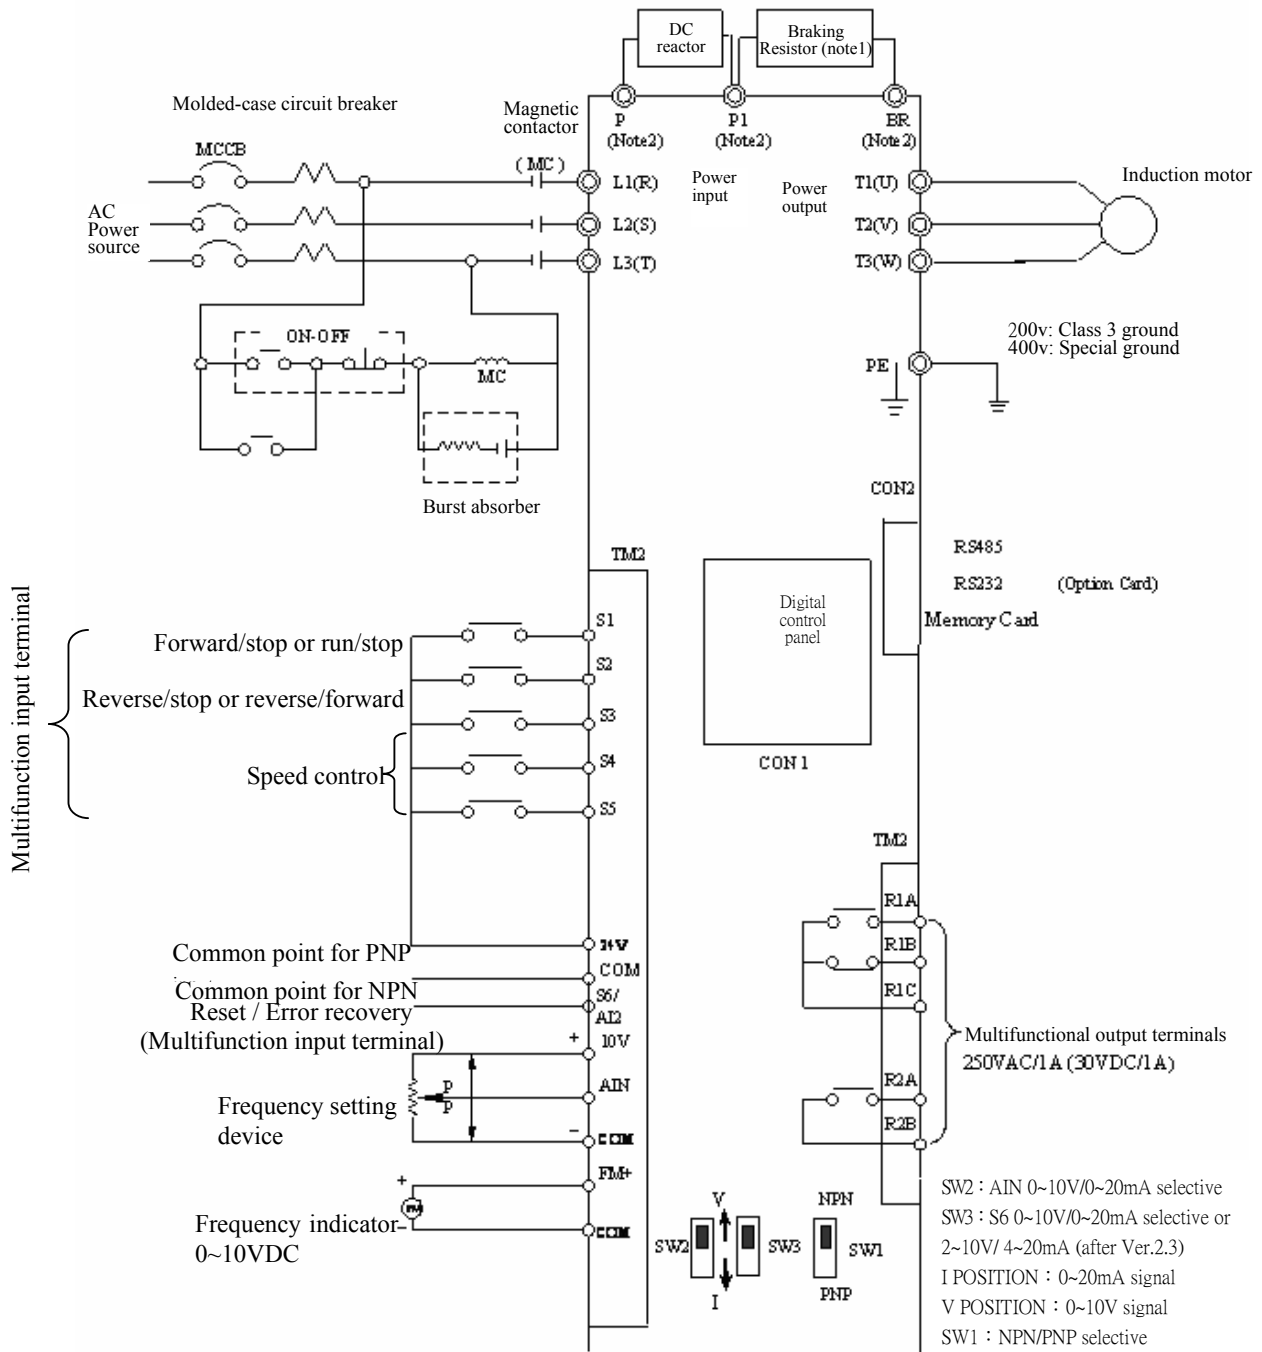 DC
reactor
Braking
Resistor (note1)
Molded-case circuit breaker
Magnetic
contactor
P
(Note2)
P1
(Note2)
BR
(Note2)
MCCB
(MC)
L1(R)
Power
input
Power
output
T1(U)
Induction motor
AC
Power
source
L2(S)
T2(V)
L3(T)
T3(W)
ON-OFF
200v: Class 3 ground
400v: Special ground
PE
MC
Burst absorber
CON2
RS485
RS232 (Option Card)
Memory Card
TM2
Digital
control
panel
CON1
Multifunction input terminal
S1
Forward/stop or run/stop
S2
Reverse/stop or reverse/forward
S3
S4
Speed control
S5
TM2
R1A
R1B
R1C
Multifunctional output terminals
250VAC/1A (30VDC/1A)
R2A
R2B
24V
Common point for PNP
COM
Common point for NPN
S6/
AI2
Reset / Error recovery
(Multifunction input terminal)
+
10V
P
AIN
P
Frequency setting
device
−
COM
FM+
+
FM
Frequency indicator
−
0~10VDC
COM
V
NPN
SW2
SW3
SW1
I
PNP
SW2：AIN 0~10V/0~20mA selective
SW3：S6 0~10V/0~20mA selective or
2~10V/ 4~20mA (after Ver.2.3)
I POSITION：0~20mA signal
V POSITION：0~10V signal
SW1：NPN/PNP selective